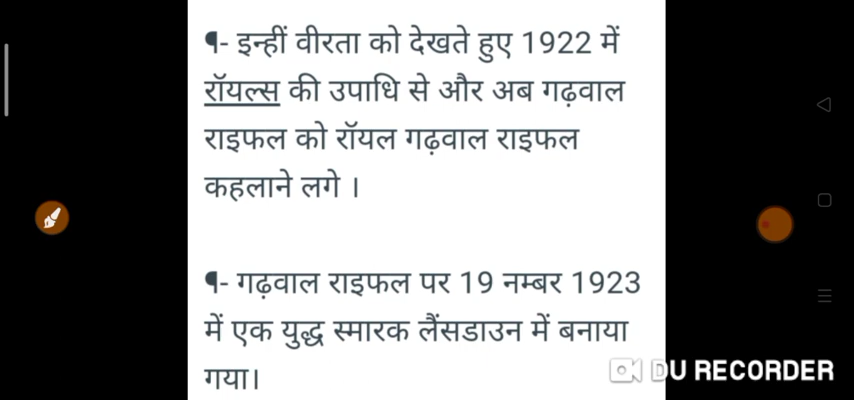 ¶- इन्हीं वीरता को देखते हुए 1922 में
रॉयल्स की उपाधि से और अब गढ़वाल
राइफल को रॉयल गढ़वाल राइफल
कहलाने लगे ।
¶- गढ़वाल राइफल पर 19 नम्बर 1923
में एक युद्ध स्मारक लैंसडाउन में बनाया
गया।
DU RECORDER